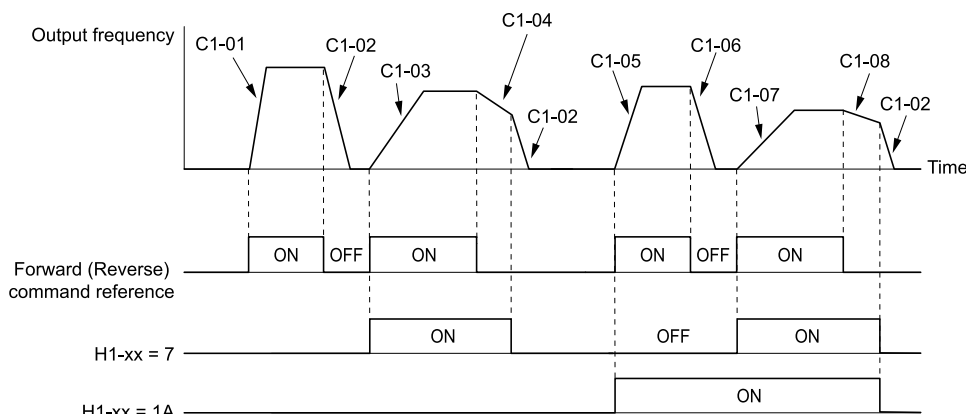 Output frequency
C1-01
C1-02
C1-03
C1-04
C1-02
C1-05
C1-06
C1-07
C1-08
C1-02
Time
Forward (Reverse)
command reference
ON
OFF
ON
ON
OFF
ON
H1-xx = 7
ON
OFF
ON
H1-xx = 1A
ON